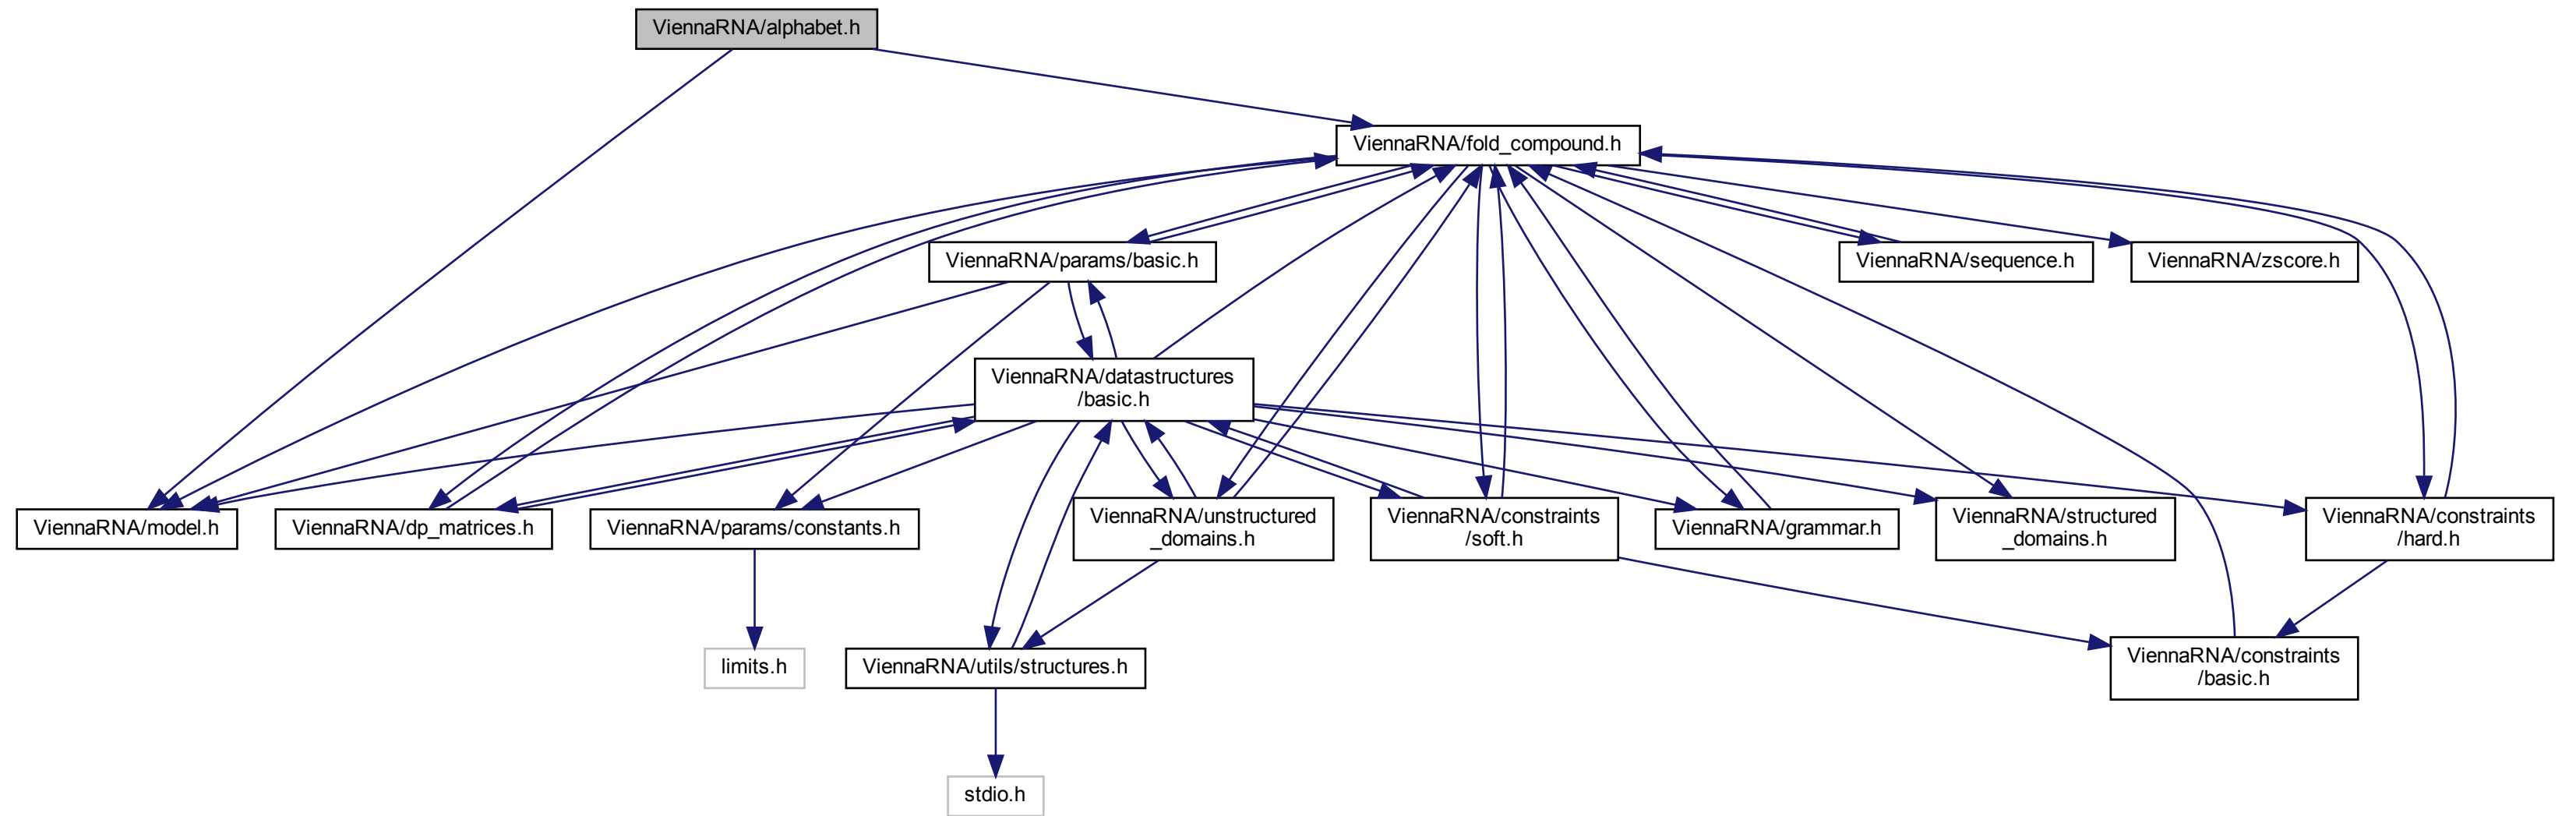 ViennaRNA/alphabet.h
ViennaRNA/fold_compound.h
ViennaRNA/params/basic.h
ViennaRNA/sequence.h
ViennaRNA/zscore.h
ViennaRNA/datastructures
/basic.h
ViennaRNA/model.h
ViennaRNA/dp_matrices.h
ViennaRNA/params/constants.h
ViennaRNA/unstructured
_domains.h
ViennaRNA/constraints
/soft.h
ViennaRNA/grammar.h
ViennaRNA/structured
_domains.h
ViennaRNA/constraints
/hard.h
limits.h
ViennaRNA/utils/structures.h
ViennaRNA/constraints
/basic.h
stdio.h